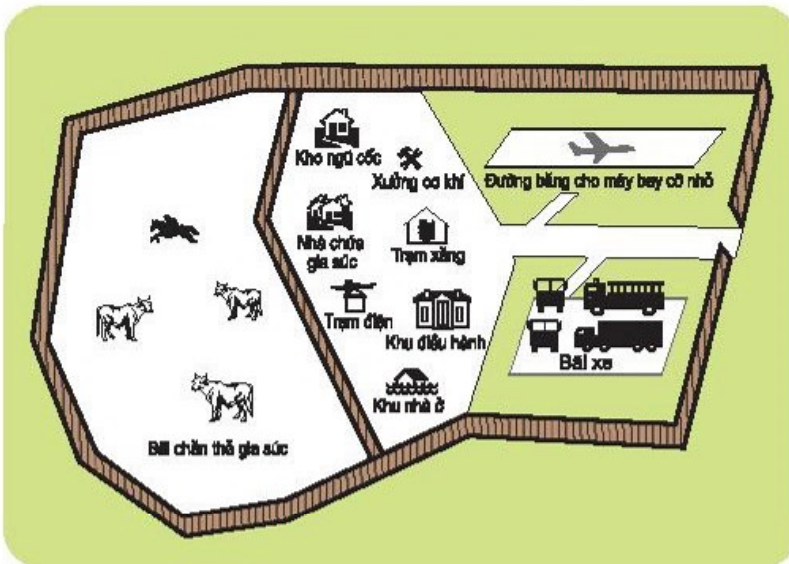 Kho ngũ cốc
Xưởng cơ khí
Đường băng cho máy bay cỡ nhỏ
Nhà chứa
gia súc
Trạm xăng
Trạm điện
Khu điều hành
Bãi xe
Khu nhà ở
Bãi chăn thả gia súc